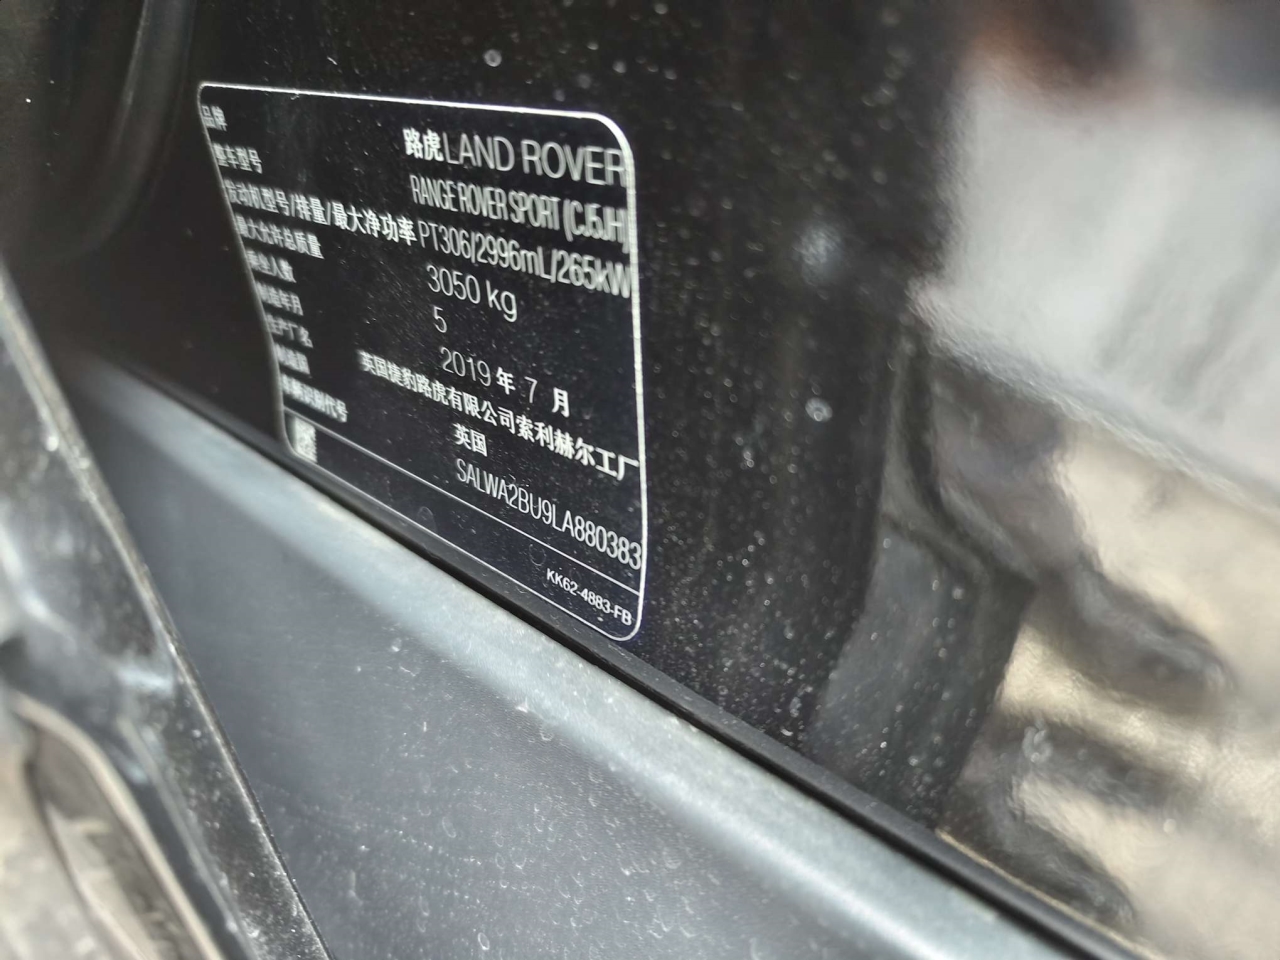 品牌 路虎LAND ROVER
整车型号 RANGE ROVER SPORT (CJ5JH)
发动机型号/排量/最大净功率 PT306/2996mL/265kW
最大允许总质量 3050 kg
乘坐人数 5
制造年月 2019 年 7 月
生产厂名 英国捷豹路虎有限公司索利赫尔工厂
制造国 英国
车辆识别代号 SALWA2BU9LA880383
KK62-4883-FB